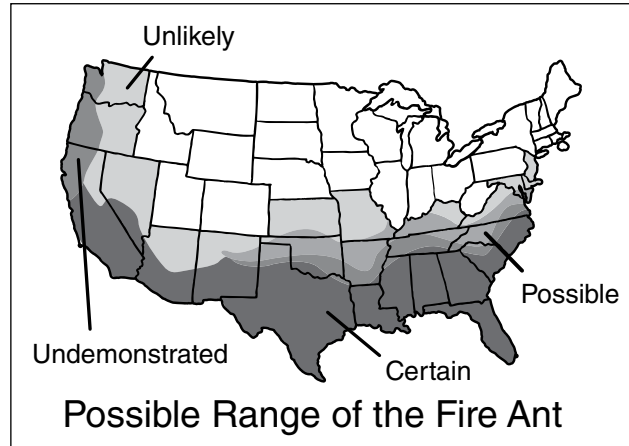 Unlikely
Possible
Undemonstrated
Certain
Possible Range of the Fire Ant